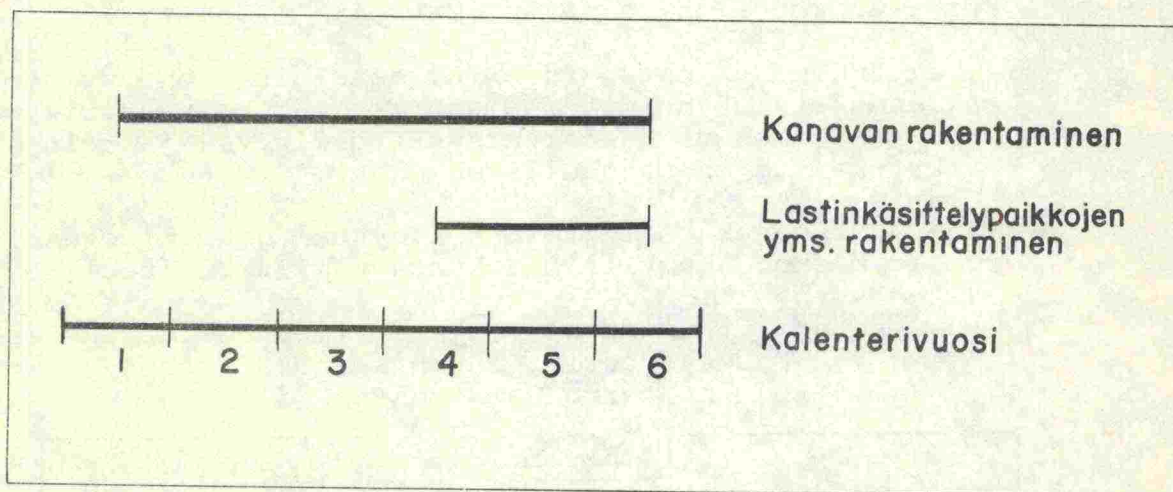 Kanavan rakentaminen
Lastinkäsittelypaikkojen
yms. rakentaminen
Kalenterivuosi
1 2 3 4 5 6